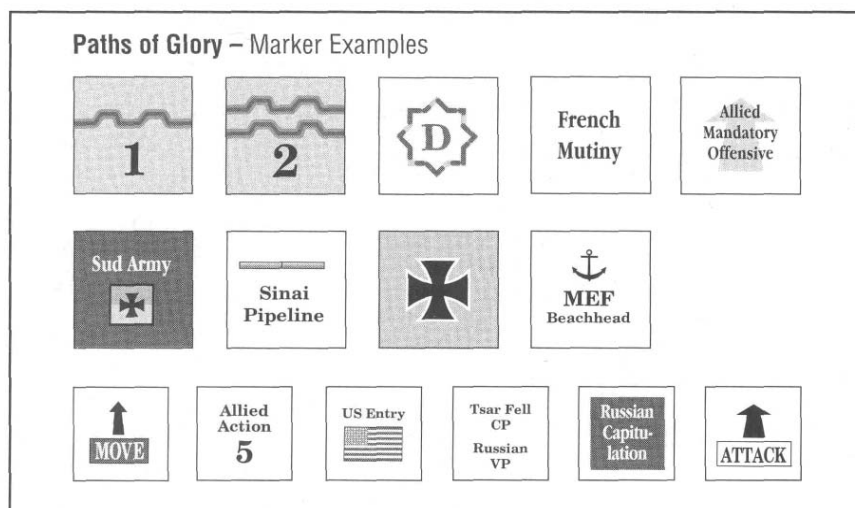 Paths of Glory – Marker Examples
1
2
D
French
Mutiny
Allied
Mandatory
Offensive
Sud Army
Sinai
Pipeline
MEF
Beachhead
MOVE
Allied
Action
5
US Entry
Tsar Fell
CP
Russian
VP
Russian
Capitu-
lation
ATTACK